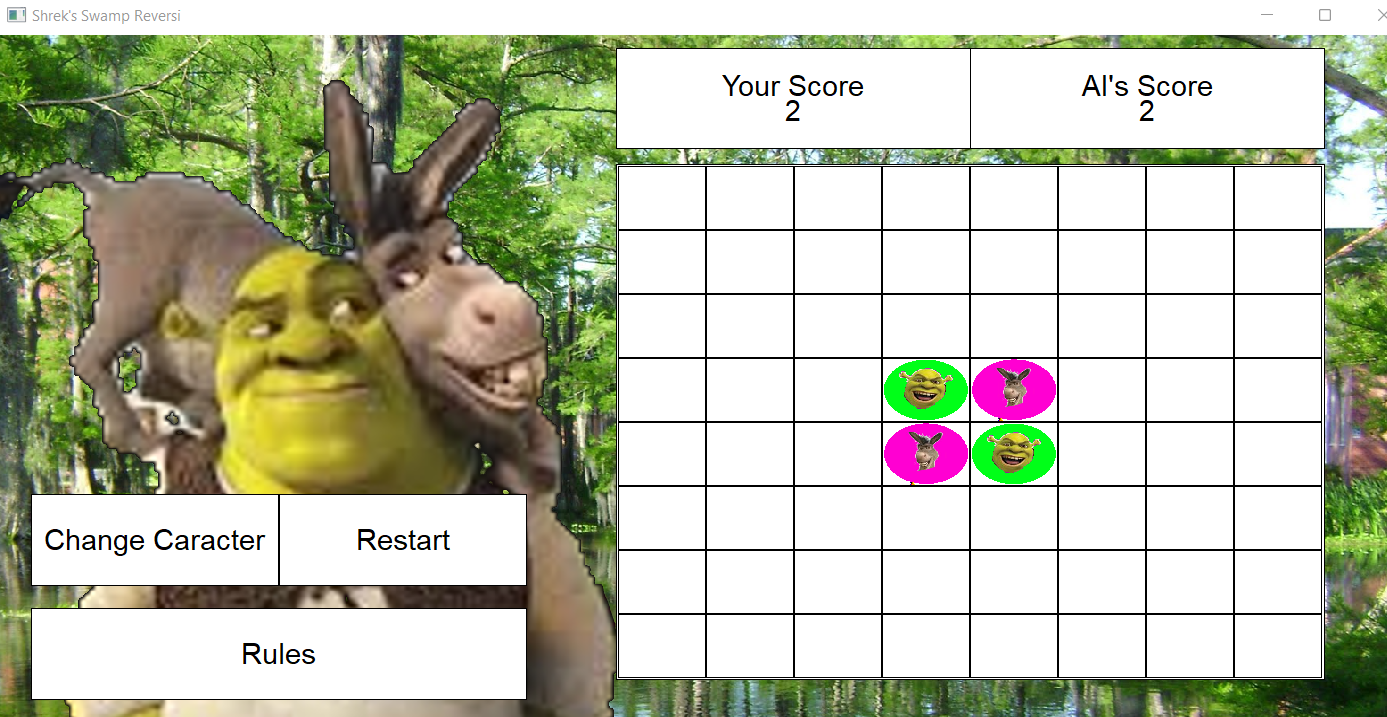 Shrek's Swamp Reversi
Your Score
2
AI's Score
2
Change Caracter
Restart
Rules